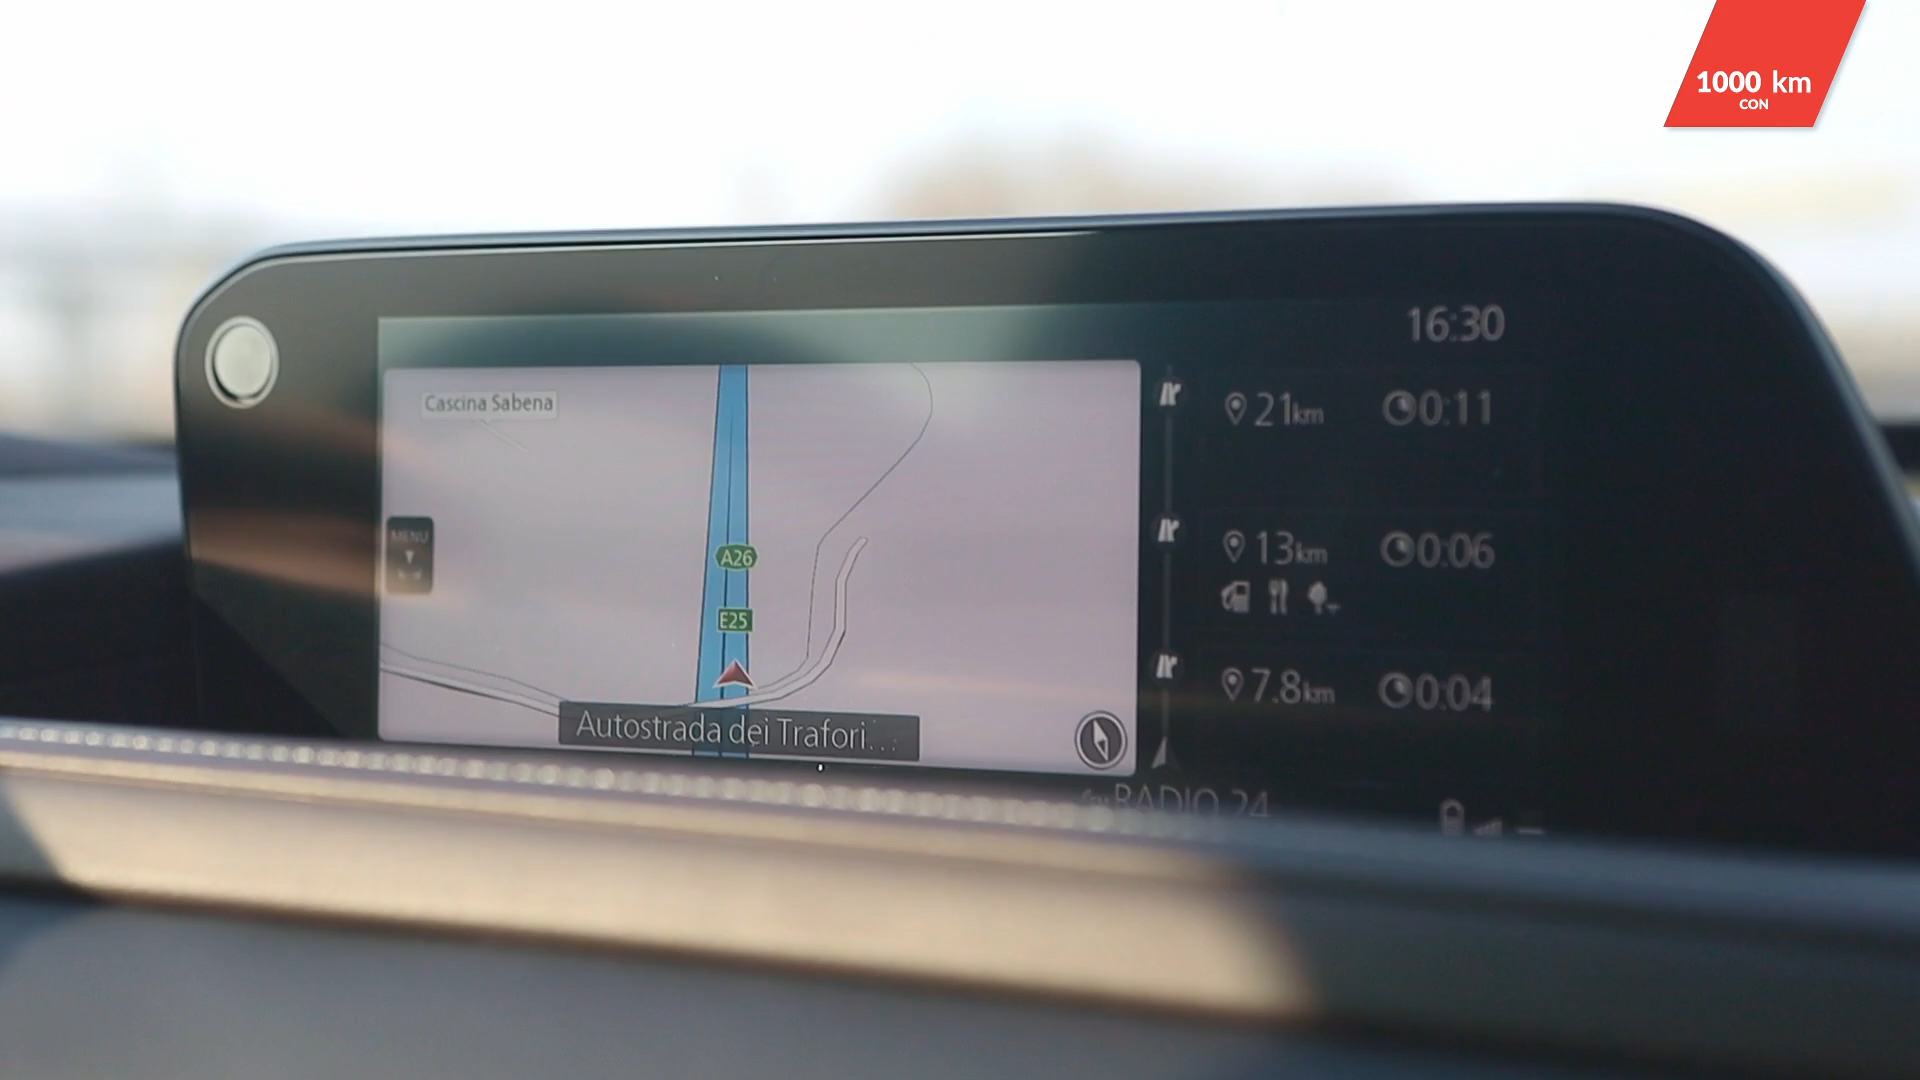 1000 km
CON
16:30
21km 0:11
Cascina Sabena
MENU
13km 0:06
A26
E25
7.8km 0:04
Autostrada dei Trafori...
RADIO 24